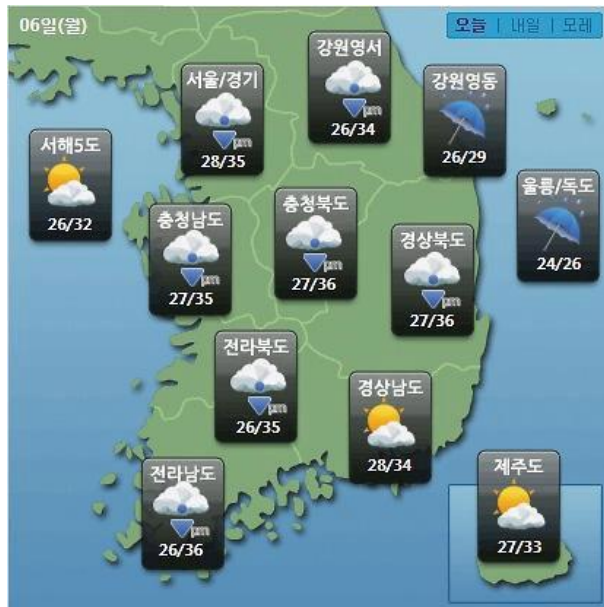 06일(월)
오늘 | 내일 | 모레
강원영서
26/34
서울/경기
28/35
강원영동
26/29
서해5도
26/32
울릉/독도
24/26
충청북도
27/36
충청남도
27/35
경상북도
27/36
전라북도
26/35
경상남도
28/34
제주도
27/33
전라남도
26/36